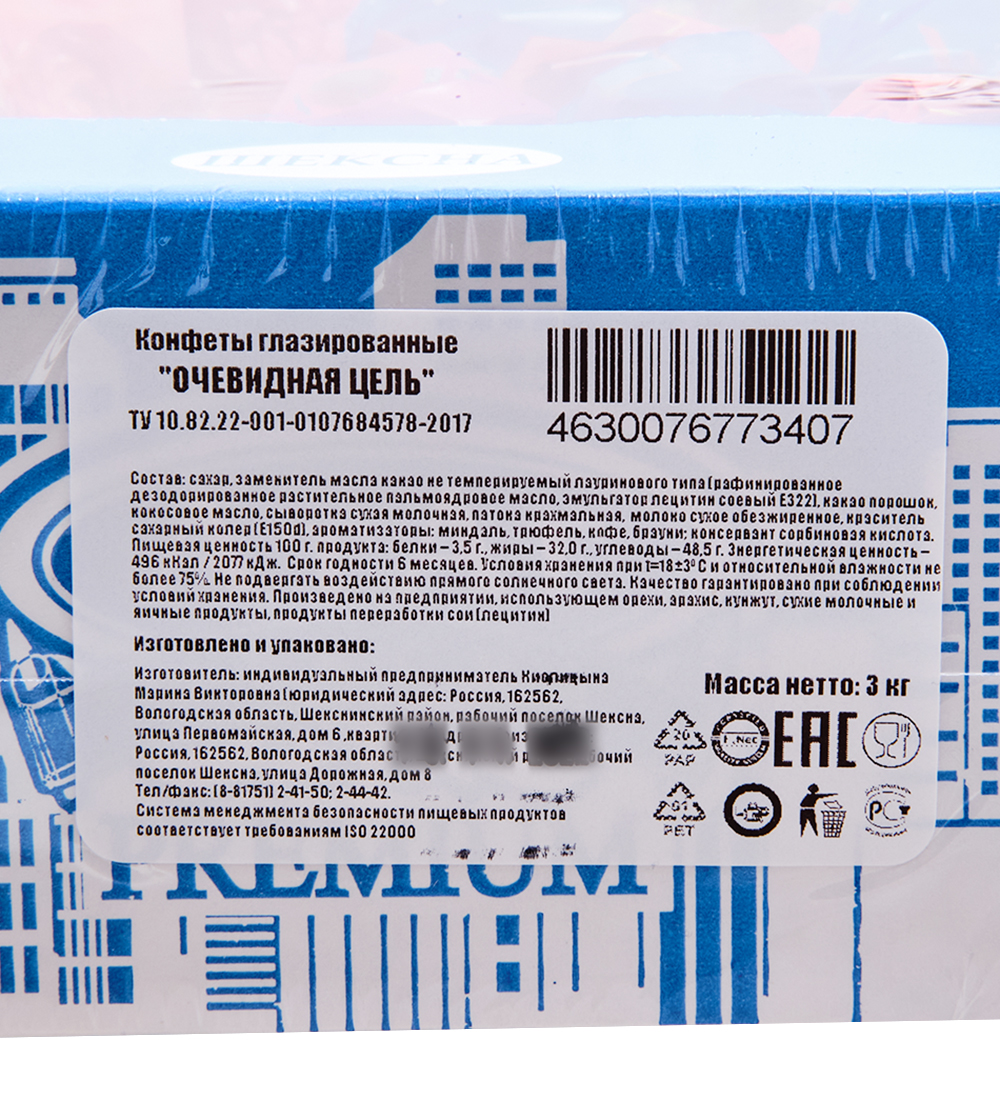 ШЕКСНА
Конфеты глазированные
"ОЧЕВИДНАЯ ЦЕЛЬ"
ТУ 10.82.22-001-0107684578-2017
4630076773407
Состав: сахар, заменитель масла какао не темперируемый лауринового типа (рафинированное
дезодорированное растительное пальмоядровое масло, эмульгатор лецитин соевый Е322), какао порошок,
кокосовое масло, сыворотка сухая молочная, патока крахмальная, молоко сухое обезжиренное, краситель
сахарный колер (Е150d), ароматизаторы: миндаль, трюфель, кофе, брауни; консервант сорбиновая кислота.
Пищевая ценность 100 г. продукта: белки – 3,5 г., жиры – 32,0 г., углеводы – 48,5 г. Энергетическая ценность –
496 кКал / 2077 кДж. Срок годности 6 месяцев. Условия хранения при t=18±3°С и относительной влажности не
более 75%. Не подвергать воздействию прямого солнечного света. Качество гарантировано при соблюдении
условий хранения. Произведено на предприятии, использующем орехи, арахис, кунжут, сухие молочные и
яичные продукты, продукты переработки сои (лецитин)
Изготовлено и упаковано:
Изготовитель: индивидуальный предприниматель
Марина Викторовна (юридический адрес: Россия, 162562,
Вологодская область, Шекснинский район, рабочий поселок Шексна,
улица Первомайская, дом 6,
Россия, 162562, Вологодская
поселок Шексна, улица Дорожная, дом 8
Тел/факс: (8-81751) 2-41-50; 2-44-42.
Система менеджмента безопасности пищевых продуктов
соответствует требованиям ISO 22000
Масса нетто: 3 кг
20
PAP
EAC
01
PET
РСТ
PREMIUM